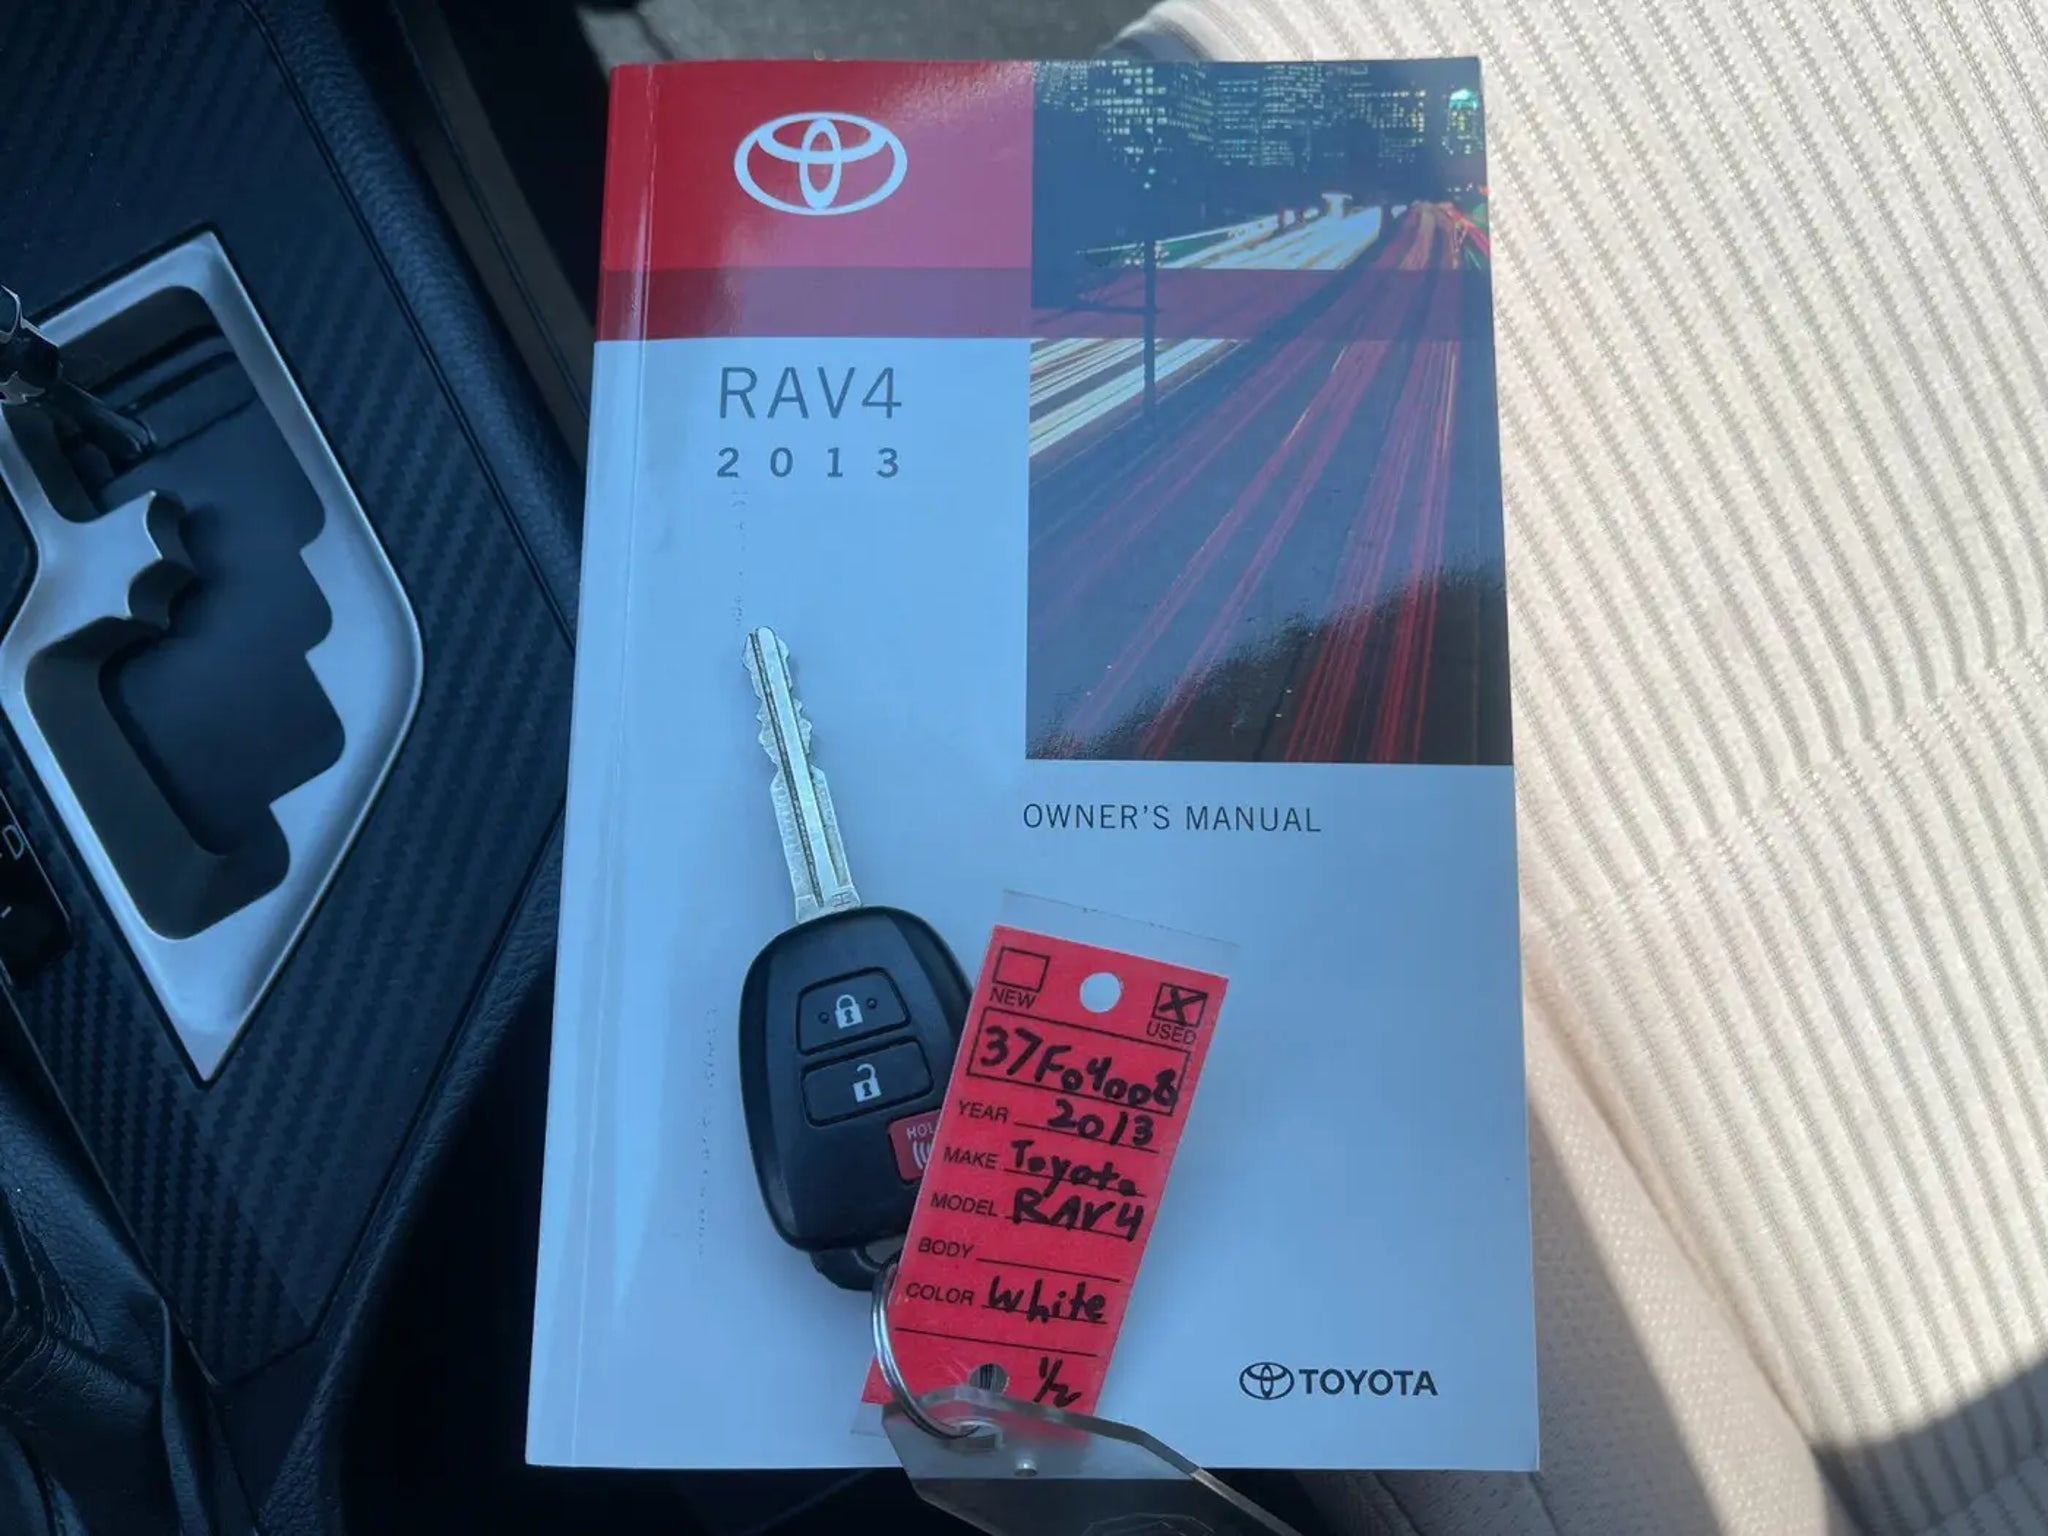 RAV4
2013
OWNER'S MANUAL
D
-
HOL
NEW
X USED
37F04008
YEAR 2013
MAKE Toyota
MODEL RAV4
BODY
COLOR White
1/2
TOYOTA